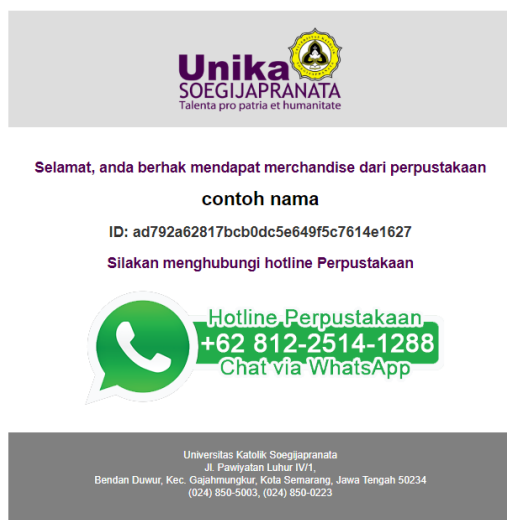 Unika
SOEGIJAPRANATA
Talenta pro patria et humanitate
Selamat, anda berhak mendapat merchandise dari perpustakaan
contoh nama
ID: ad792a62817bcb0dc5e649f5c7614e1627
Silakan menghubungi hotline Perpustakaan
Hotline Perpustakaan
+62 812-2514-1288
Chat via WhatsApp
Universitas Katolik Soegijapranata
Jl. Pawiyatan Luhur IV/1,
Bendan Duwur, Kec. Gajahmungkur, Kota Semarang, Jawa Tengah 50234
(024) 850-5003, (024) 850-0223